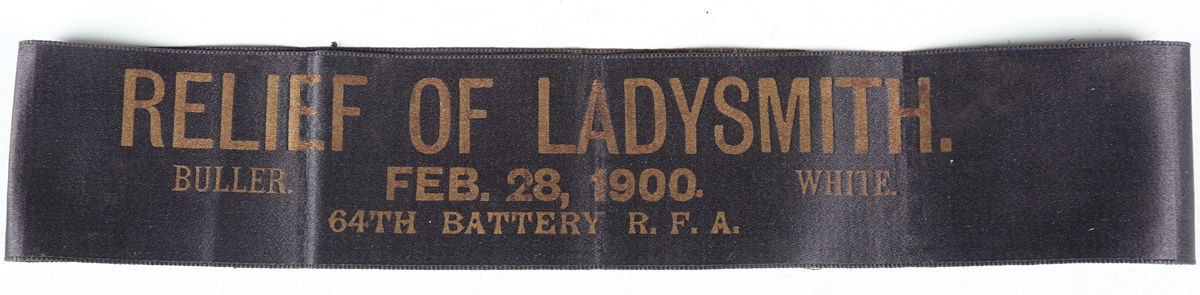 RELIEF OF LADYSMITH.
BULLER. FEB. 28, 1900. WHITE.
64TH BATTERY R. F. A.